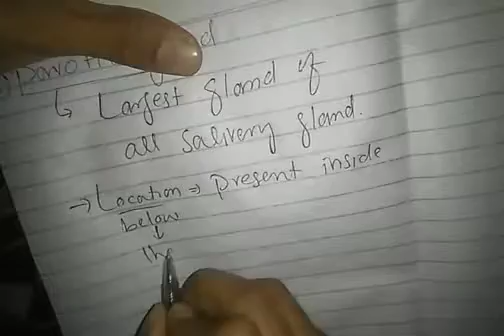 ↳ Largest gland of
all salivery gland.
→ Location ⇒ Present inside
below
↓